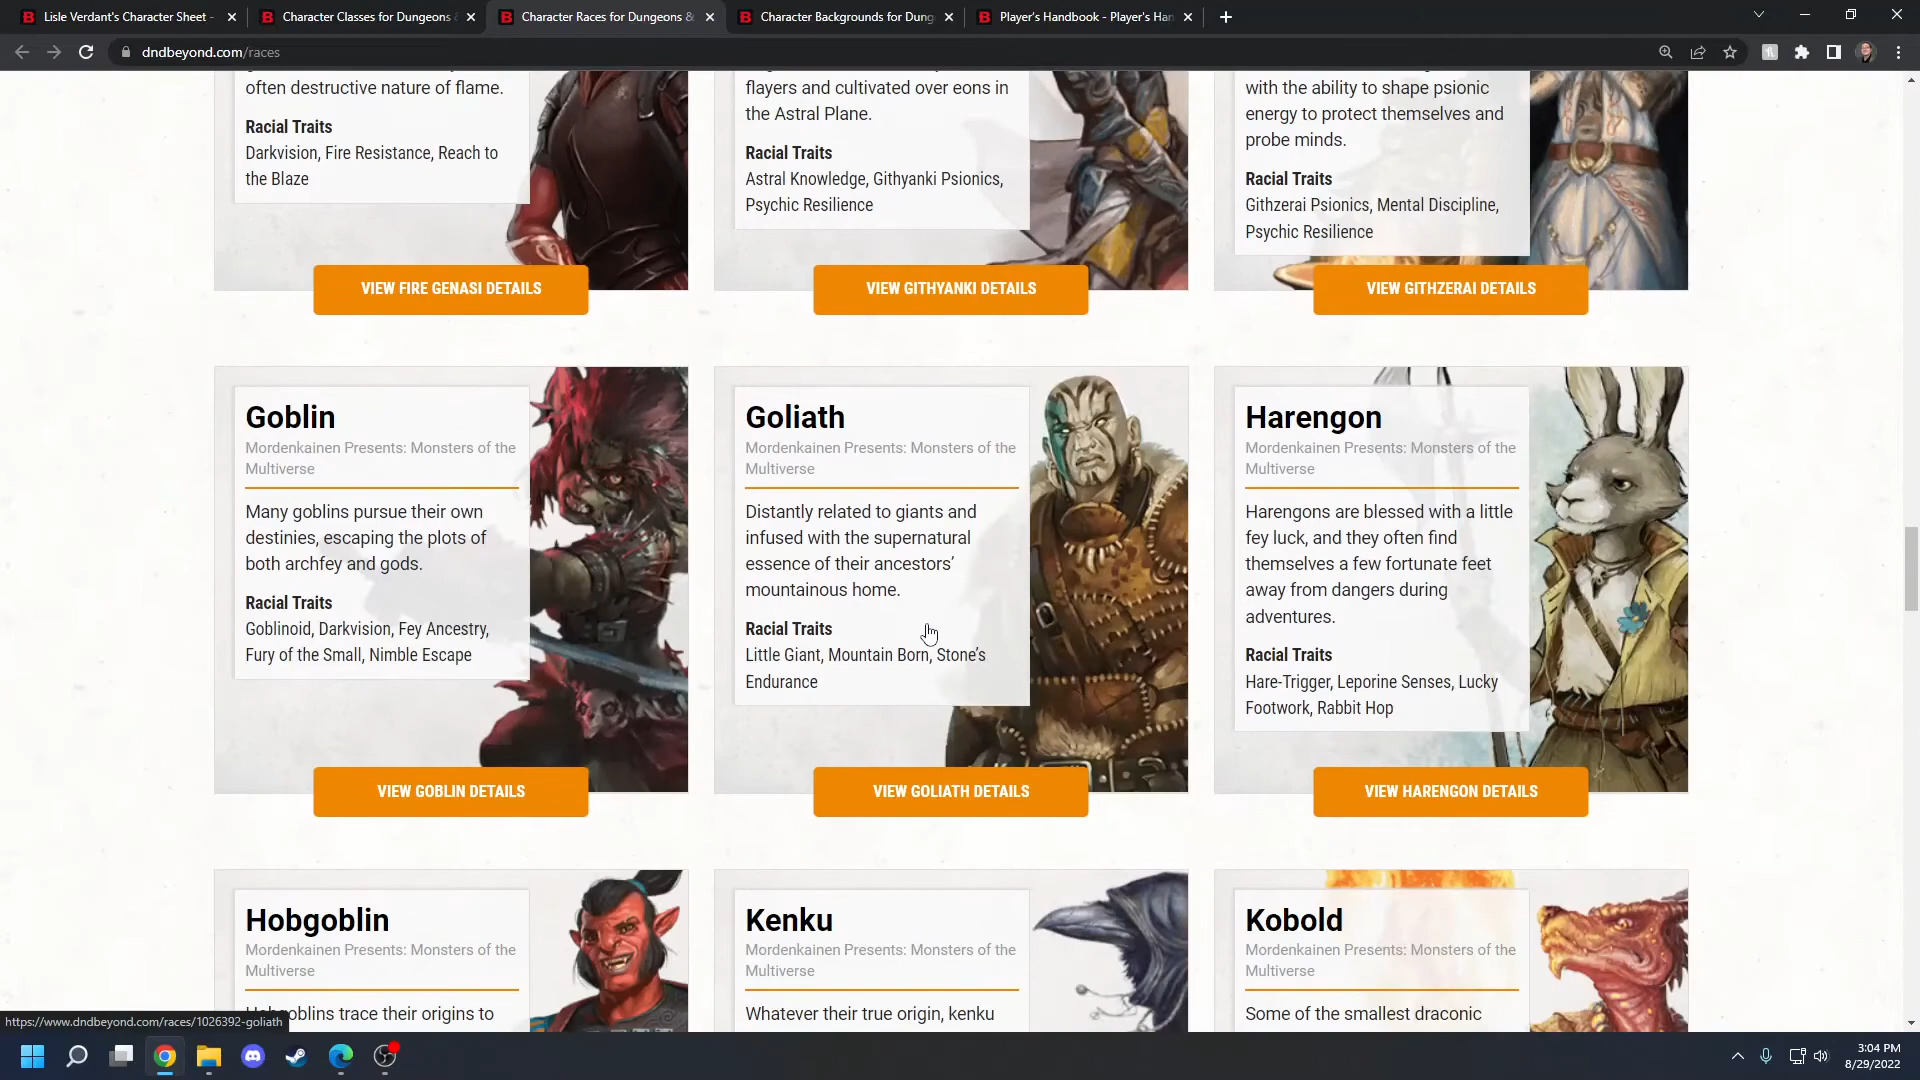 Lisle Verdant's Character Sheet -
Character Classes for Dungeons &
Character Races for Dungeons &
Character Backgrounds for Dung
Player's Handbook - Player's Han
dndbeyond.com/races
often destructive nature of flame.
Racial Traits
Darkvision, Fire Resistance, Reach to
the Blaze
VIEW FIRE GENASI DETAILS
flayers and cultivated over eons in
the Astral Plane.
Racial Traits
Astral Knowledge, Githyanki Psionics,
Psychic Resilience
VIEW GITHYANKI DETAILS
with the ability to shape psionic
energy to protect themselves and
probe minds.
Racial Traits
Githzerai Psionics, Mental Discipline,
Psychic Resilience
VIEW GITHZERAI DETAILS
Goblin
Mordenkainen Presents: Monsters of the
Multiverse
Many goblins pursue their own
destinies, escaping the plots of
both archfey and gods.
Racial Traits
Goblinoid, Darkvision, Fey Ancestry,
Fury of the Small, Nimble Escape
VIEW GOBLIN DETAILS
Goliath
Mordenkainen Presents: Monsters of the
Multiverse
Distantly related to giants and
infused with the supernatural
essence of their ancestors’
mountainous home.
Racial Traits
Little Giant, Mountain Born, Stone’s
Endurance
VIEW GOLIATH DETAILS
Harengon
Mordenkainen Presents: Monsters of the
Multiverse
Harengons are blessed with a little
fey luck, and they often find
themselves a few fortunate feet
away from dangers during
adventures.
Racial Traits
Hare-Trigger, Leporine Senses, Lucky
Footwork, Rabbit Hop
VIEW HARENGON DETAILS
Hobgoblin
Mordenkainen Presents: Monsters of the
Multiverse
Hobgoblins trace their origins to
Kenku
Mordenkainen Presents: Monsters of the
Multiverse
Whatever their true origin, kenku
Kobold
Mordenkainen Presents: Monsters of the
Multiverse
Some of the smallest draconic
https://www.dndbeyond.com/races/1026392-goliath
3:04 PM
8/29/2022